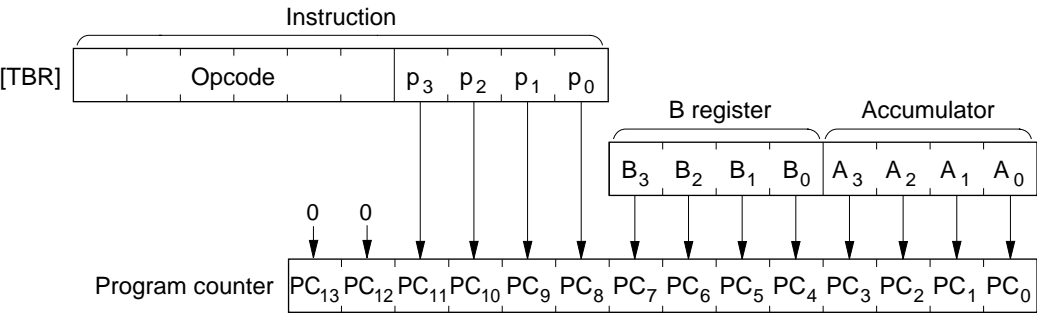 Instruction
[TBR] Opcode p3 p2 p1 p0
B register Accumulator
B3 B2 B1 B0 A3 A2 A1 A0
0 0
Program counter PC13 PC12 PC11 PC10 PC9 PC8 PC7 PC6 PC5 PC4 PC3 PC2 PC1 PC0